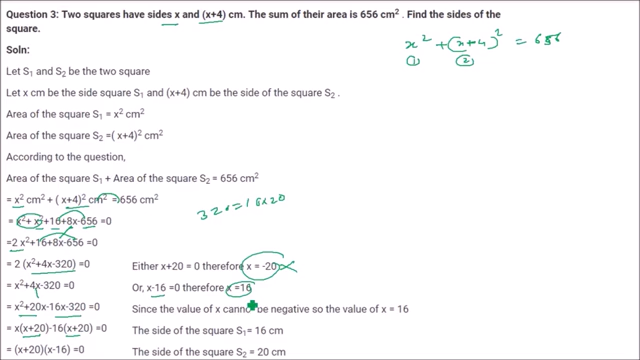 Question 3: Two squares have sides x and (x+4) cm. The sum of their area is 656 cm². Find the sides of the
square.
x² + (x+4)² = 656
① ②
Soln:
Let S₁ and S₂ be the two square
Let x cm be the side square S₁ and (x+4) cm be the side of the square S₂ .
Area of the square S₁ = x² cm²
Area of the square S₂ =( x+4)² cm²
According to the question,
Area of the square S₁ + Area of the square S₂ = 656 cm²
= x² cm² + ( x+4)² cm² = 656 cm²
= x²+ x²+16+8x-656 =0
320=16x20
=2 x²+16+8x-656 =0
= 2 (x²+4x-320) =0
Either x+20 = 0 therefore x = -20
= x²+4x-320 =0
Or, x-16 =0 therefore x =16
= x²+20x-16x-320 =0
Since the value of x cannot be negative so the value of x = 16
= x(x+20)-16(x+20) =0
The side of the square S₁= 16 cm
= (x+20)(x-16) =0
The side of the square S₂ = 20 cm